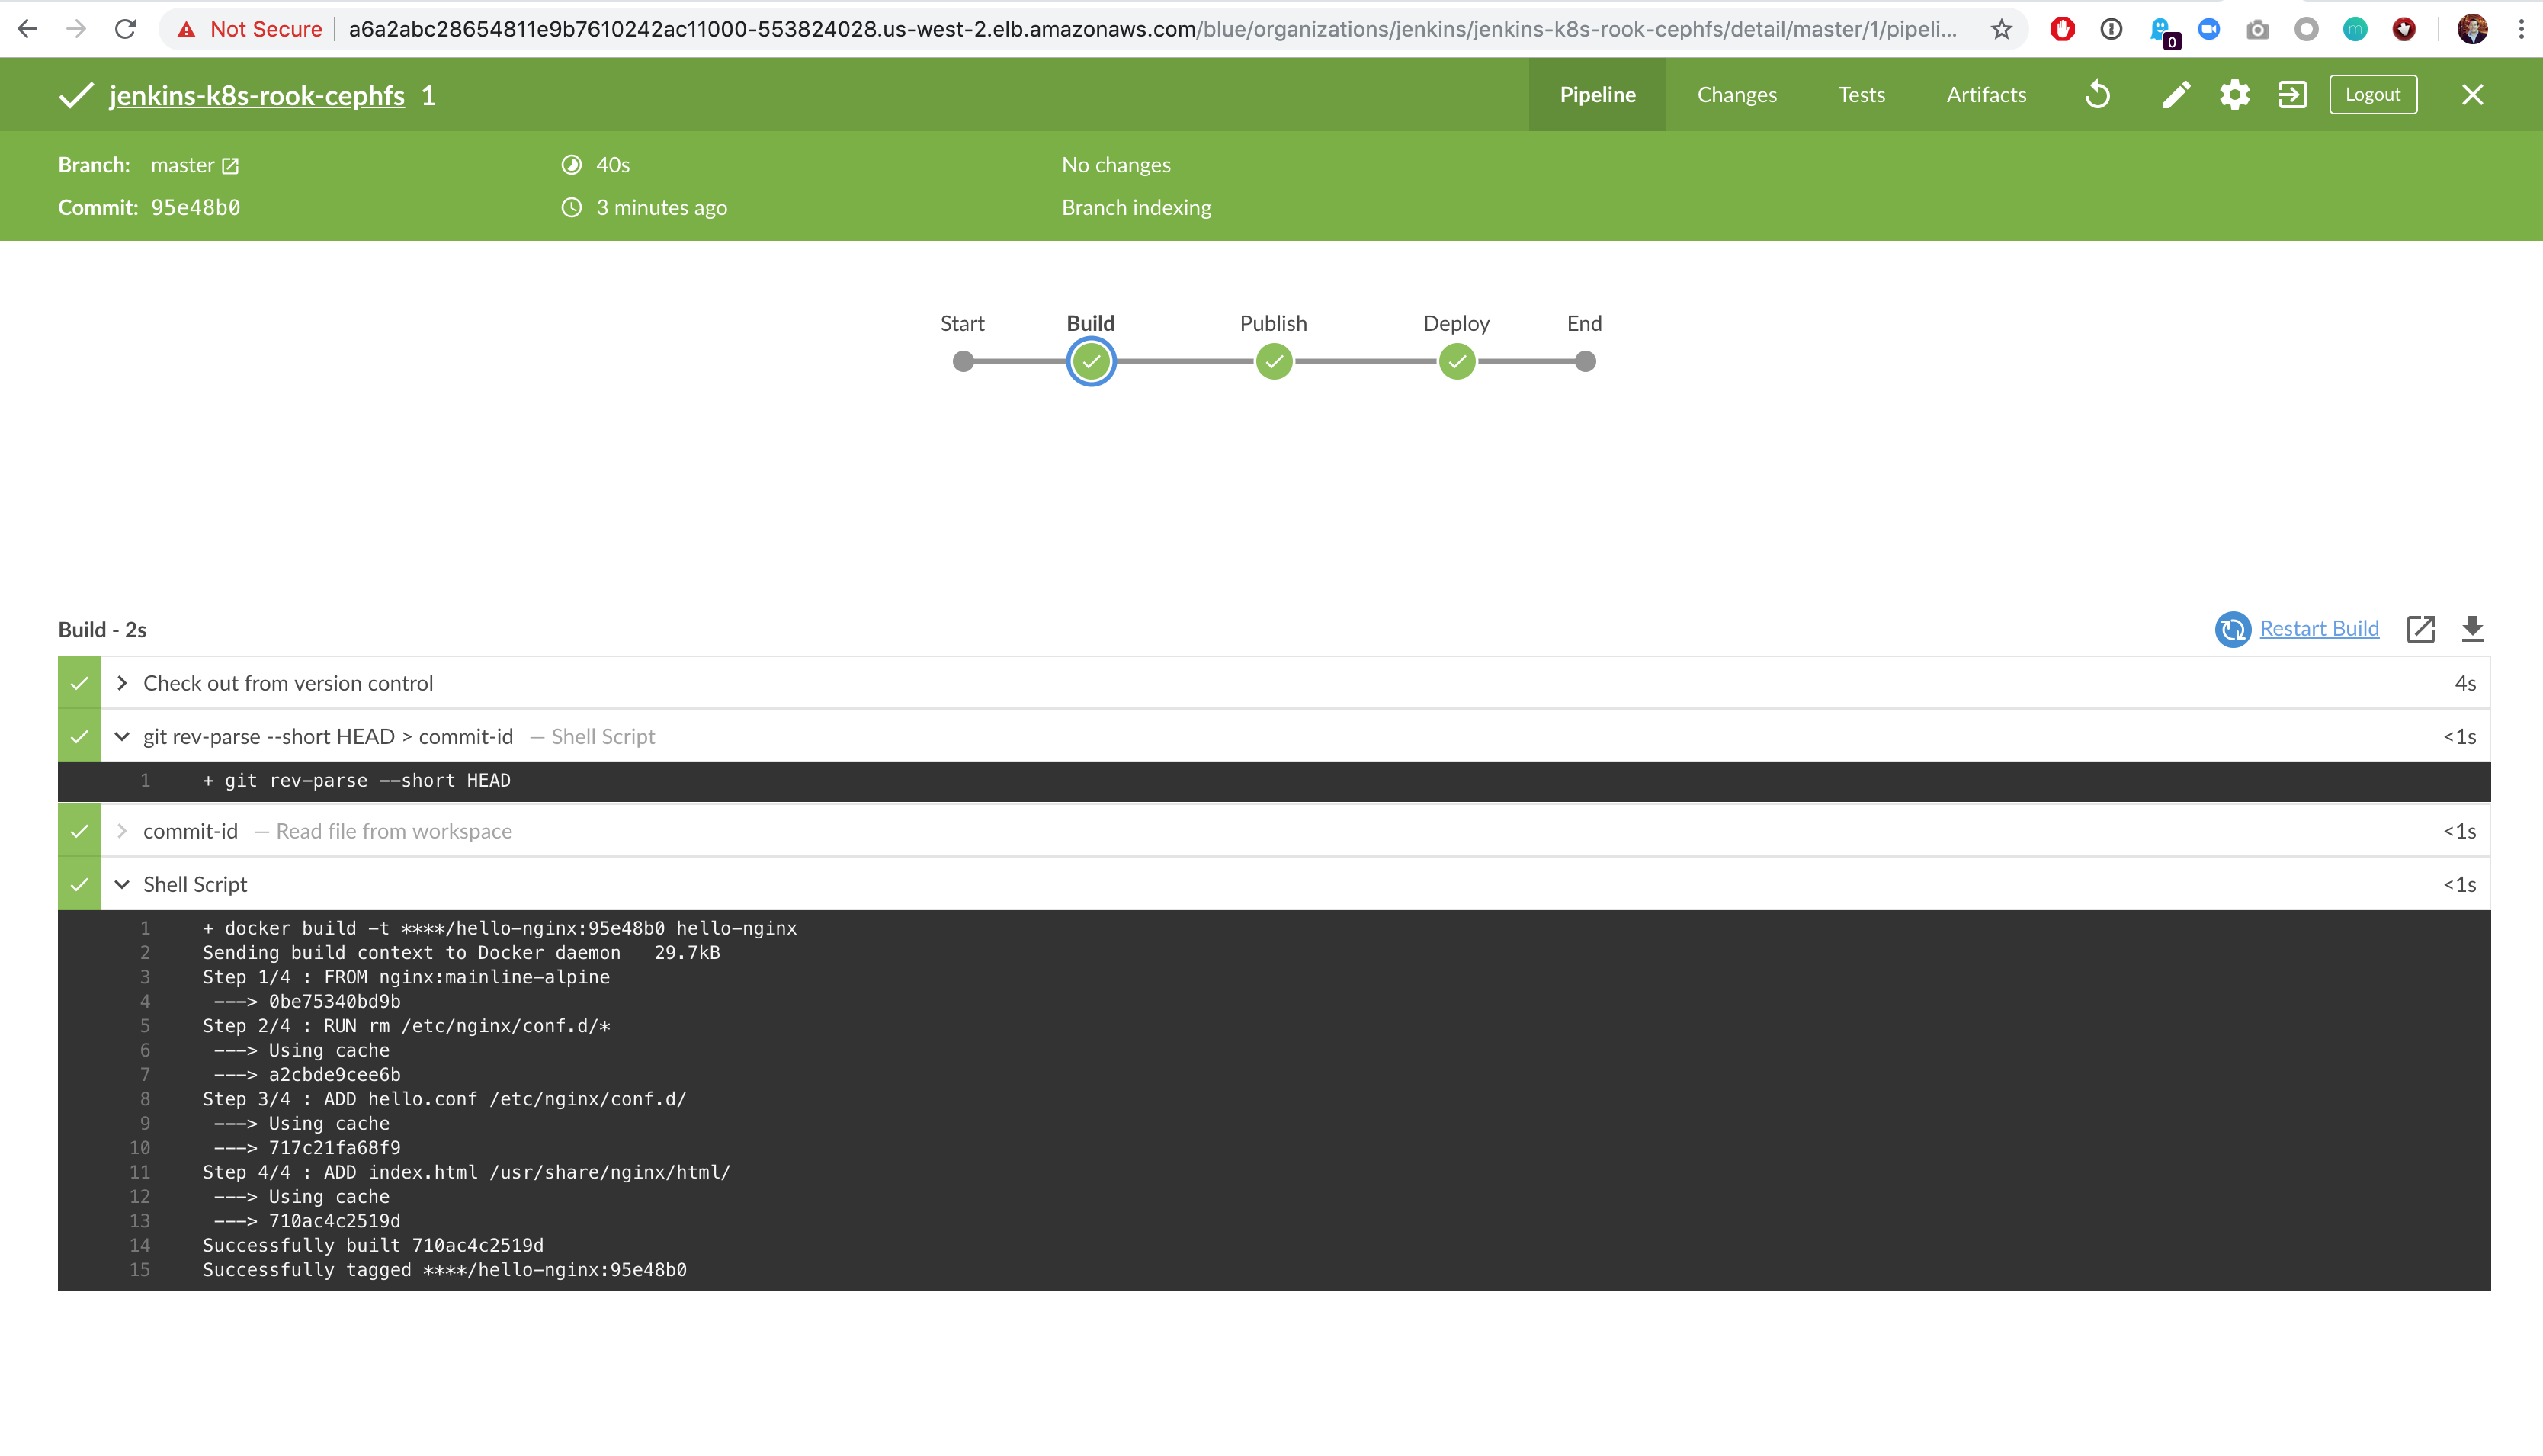 Not Secure | a6a2abc28654811e9b7610242ac11000-553824028.us-west-2.elb.amazonaws.com/blue/organizations/jenkins/jenkins-k8s-rook-cephfs/detail/master/1/pipeli...
0
m
jenkins-k8s-rook-cephfs 1
Pipeline Changes Tests Artifacts Logout
Branch: master 40s No changes
Commit: 95e48b0 3 minutes ago Branch indexing
Start Build Publish Deploy End
Build - 2s Restart Build
Check out from version control 4s
git rev-parse --short HEAD > commit-id — Shell Script <1s
1 + git rev-parse --short HEAD
commit-id — Read file from workspace <1s
Shell Script <1s
1 + docker build -t ****/hello-nginx:95e48b0 hello-nginx
2 Sending build context to Docker daemon 29.7kB
3 Step 1/4 : FROM nginx:mainline-alpine
4 ---> 0be75340bd9b
5 Step 2/4 : RUN rm /etc/nginx/conf.d/*
6 ---> Using cache
7 ---> a2cbde9cee6b
8 Step 3/4 : ADD hello.conf /etc/nginx/conf.d/
9 ---> Using cache
10 ---> 717c21fa68f9
11 Step 4/4 : ADD index.html /usr/share/nginx/html/
12 ---> Using cache
13 ---> 710ac4c2519d
14 Successfully built 710ac4c2519d
15 Successfully tagged ****/hello-nginx:95e48b0